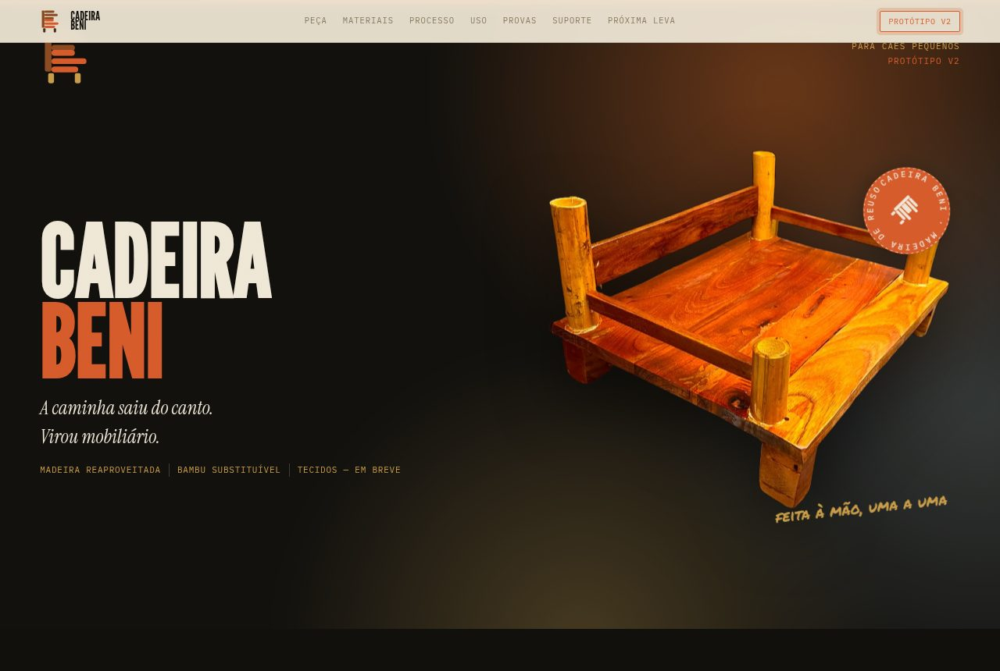 CADEIRA
BENI
PEÇA MATERIAIS PROCESSO USO PROVAS SUPORTE PRÓXIMA LEVA
PROTÓTIPO V2
PARA CÃES PEQUENOS
PROTÓTIPO V2
CADEIRA BENI · MADEIRA DE REUSO
CADEIRA
BENI
A caminha saiu do canto.
Virou mobiliário.
MADEIRA REAPROVEITADA BAMBU SUBSTITUÍVEL TECIDOS — EM BREVE
FEITA À MÃO, UMA A UMA